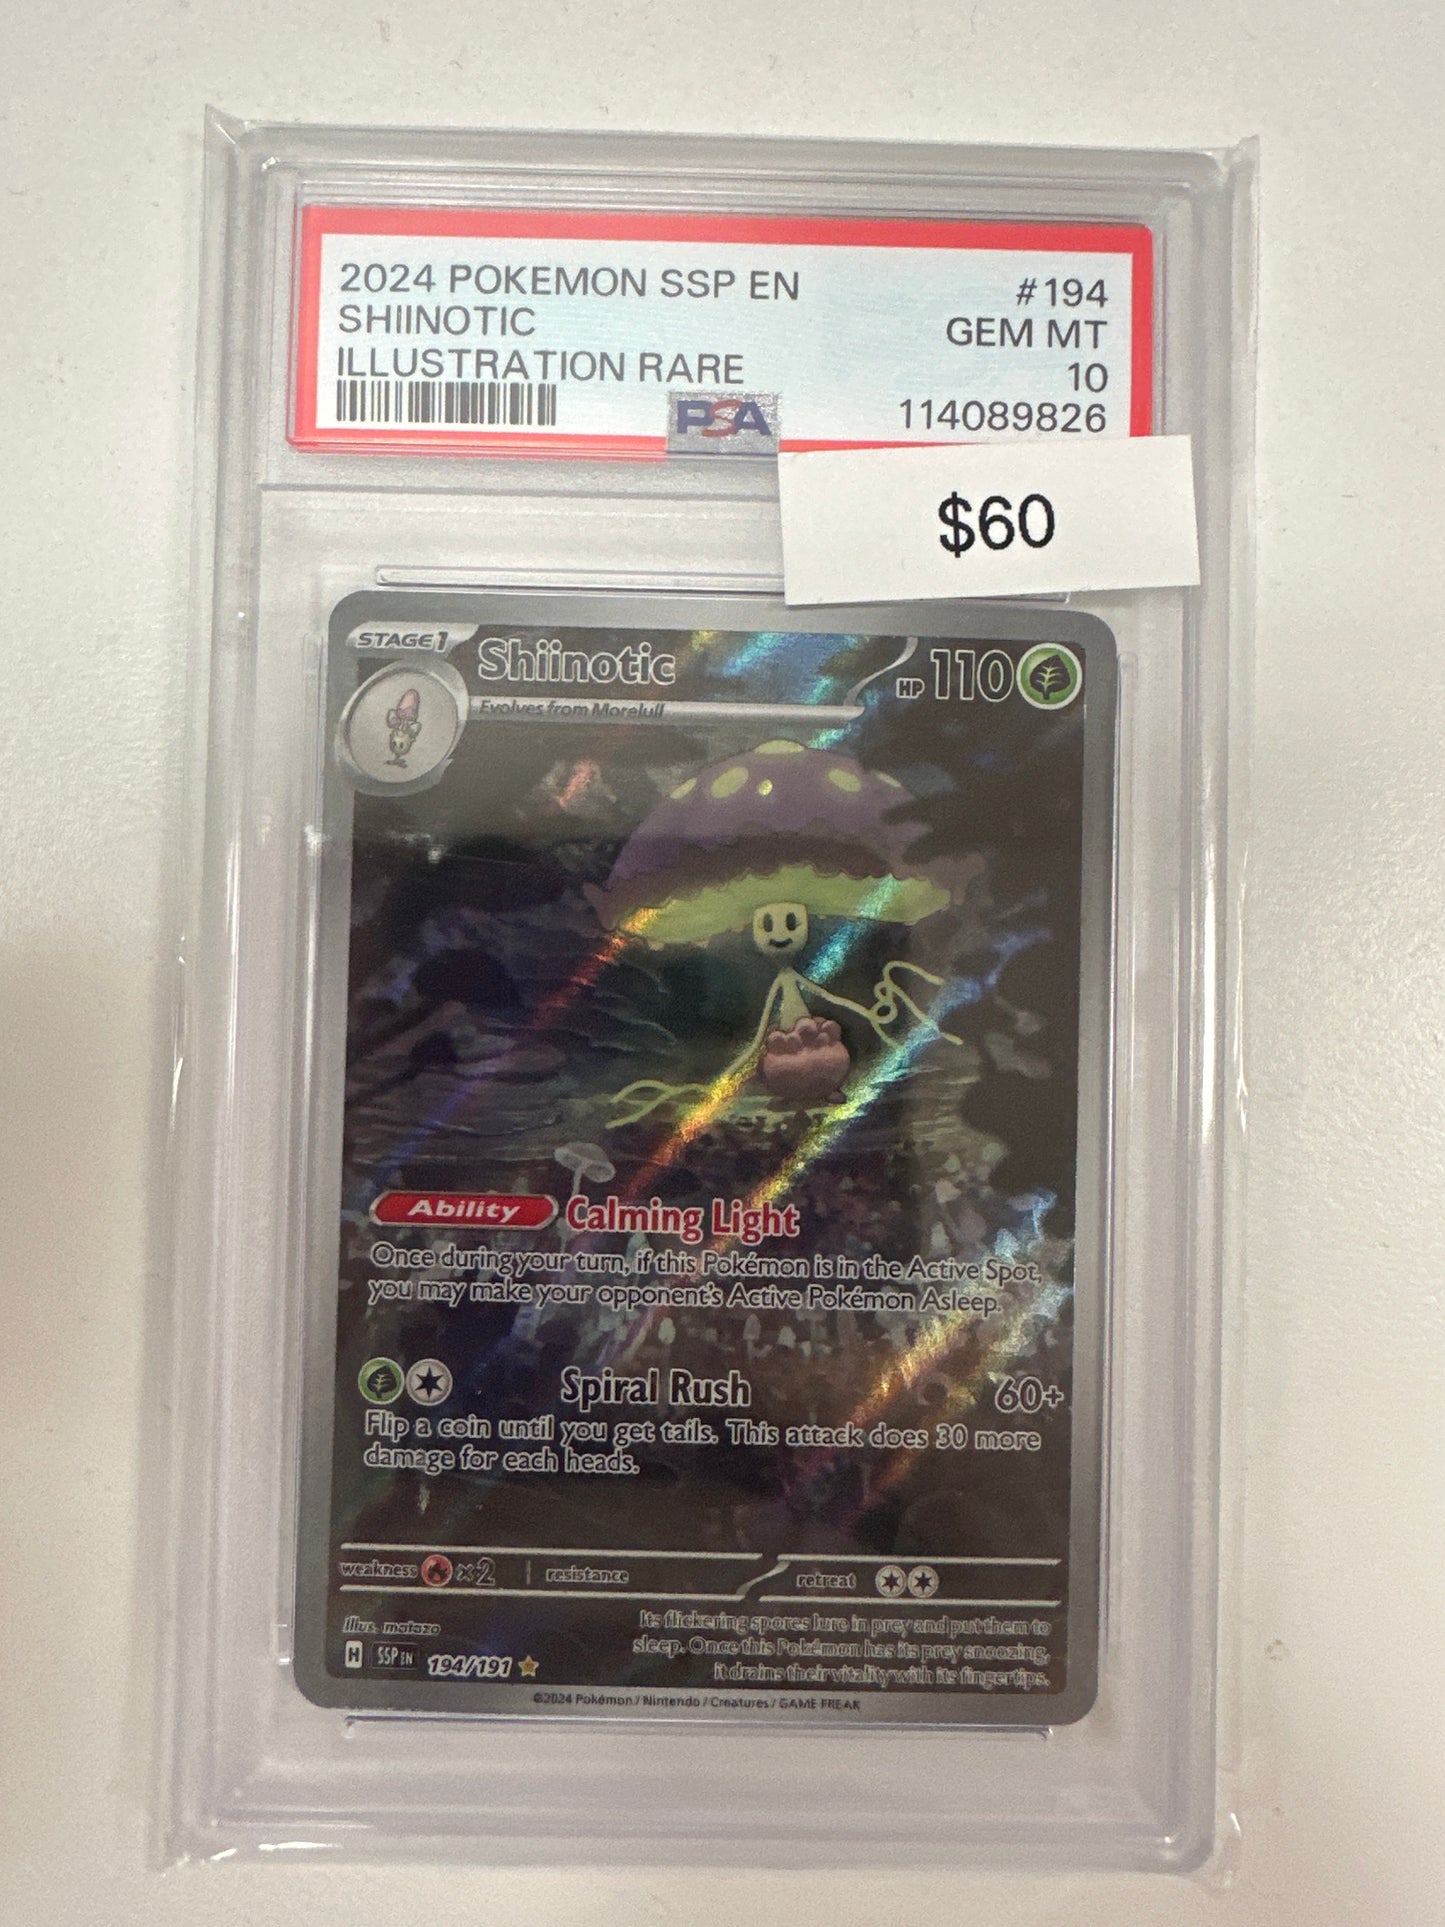 2024 POKEMON SSP EN #194
SHIINOTIC GEM MT
ILLUSTRATION RARE 10
PSA 114089826
$60
STAGE1 Shiinotic HP 110
Evolves from Morelull
Ability Calming Light
Once during your turn, if this Pokémon is in the Active Spot,
you may make your opponent's Active Pokémon Asleep.
Spiral Rush 60+
Flip a coin until you get tails. This attack does 30 more
damage for each heads.
weakness ×2 resistance retreat
Illus. matazo
Its flickering spores lure in prey and put them to
sleep. Once this Pokémon has its prey snoozing,
it drains their vitality with its fingertips.
H SSP EN 194/191
©2024 Pokémon / Nintendo / Creatures / GAME FREAK